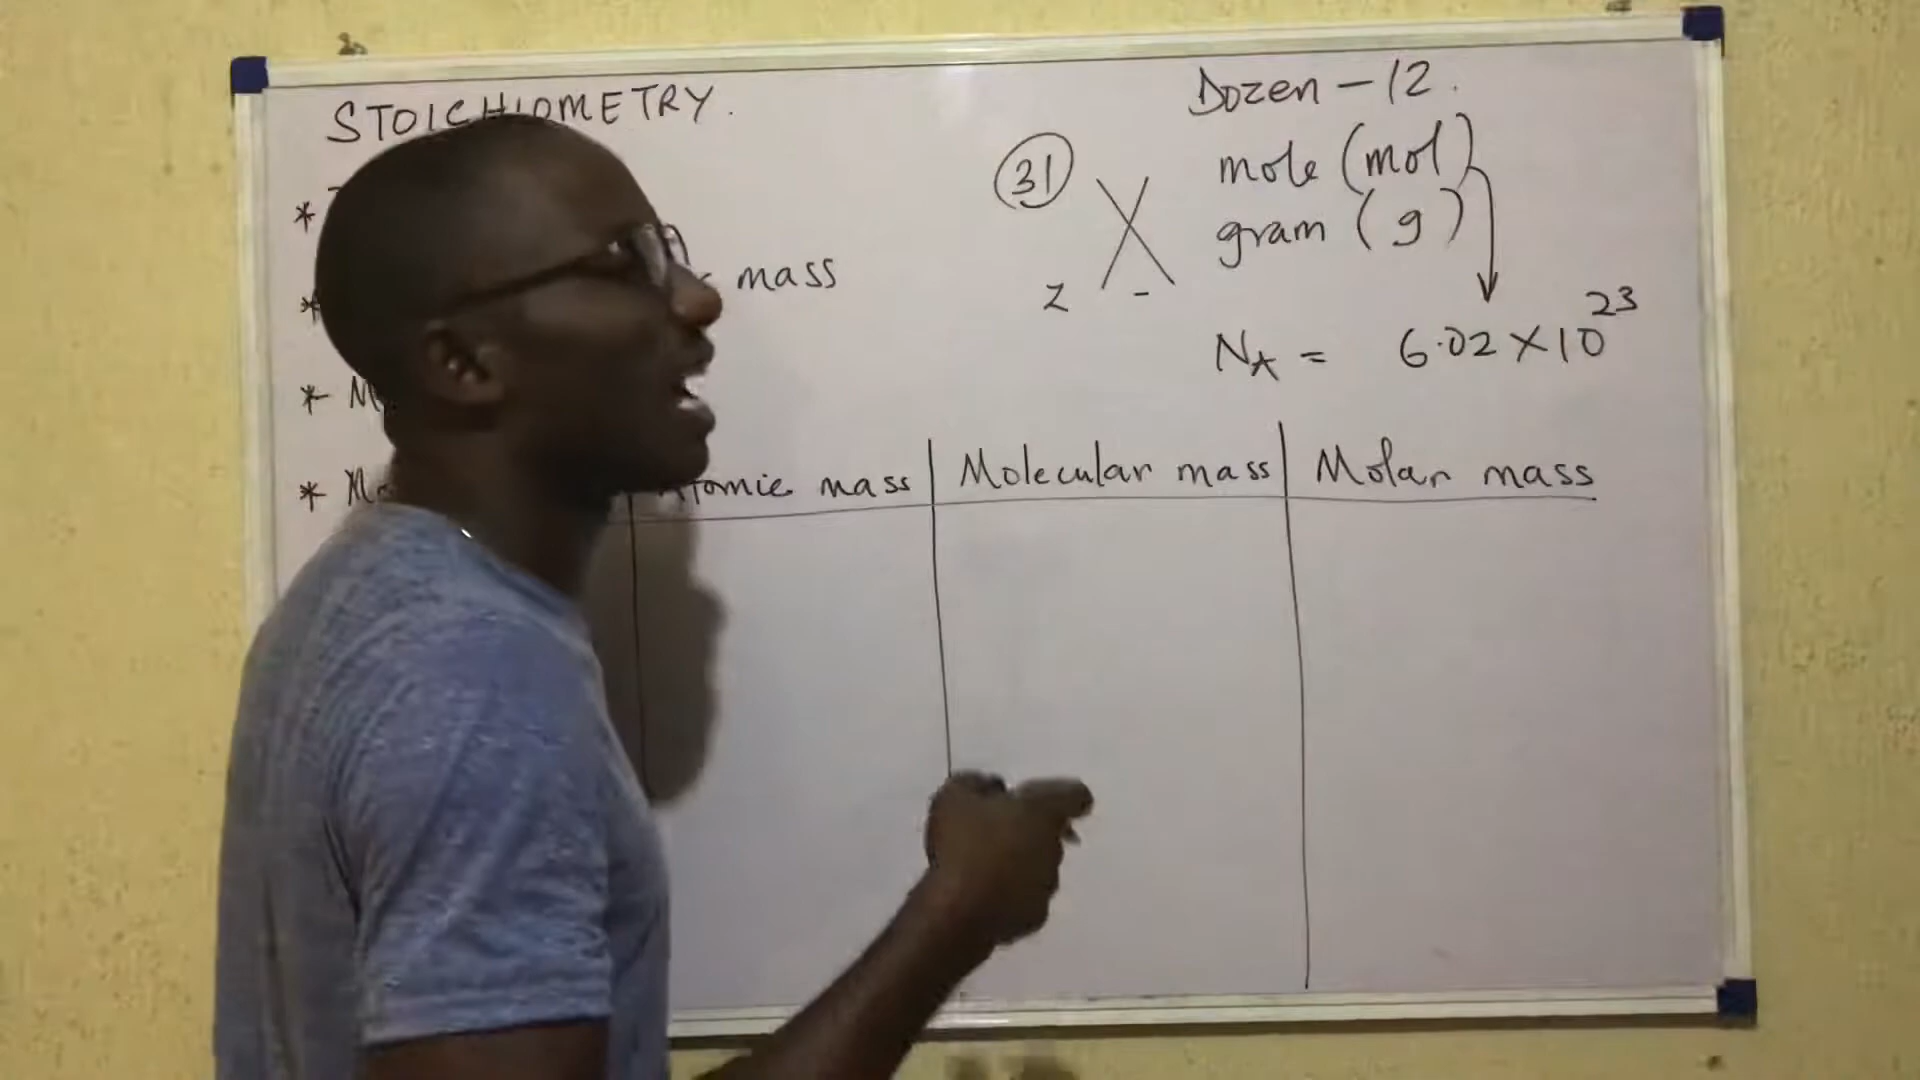 STOICHIOMETRY.
*
* mass
*
*
Dozen - 12.
mole (mol)
gram (g)
31
X
Z -
N_A = 6.02 X 10^23
Atomic mass | Molecular mass | Molar mass